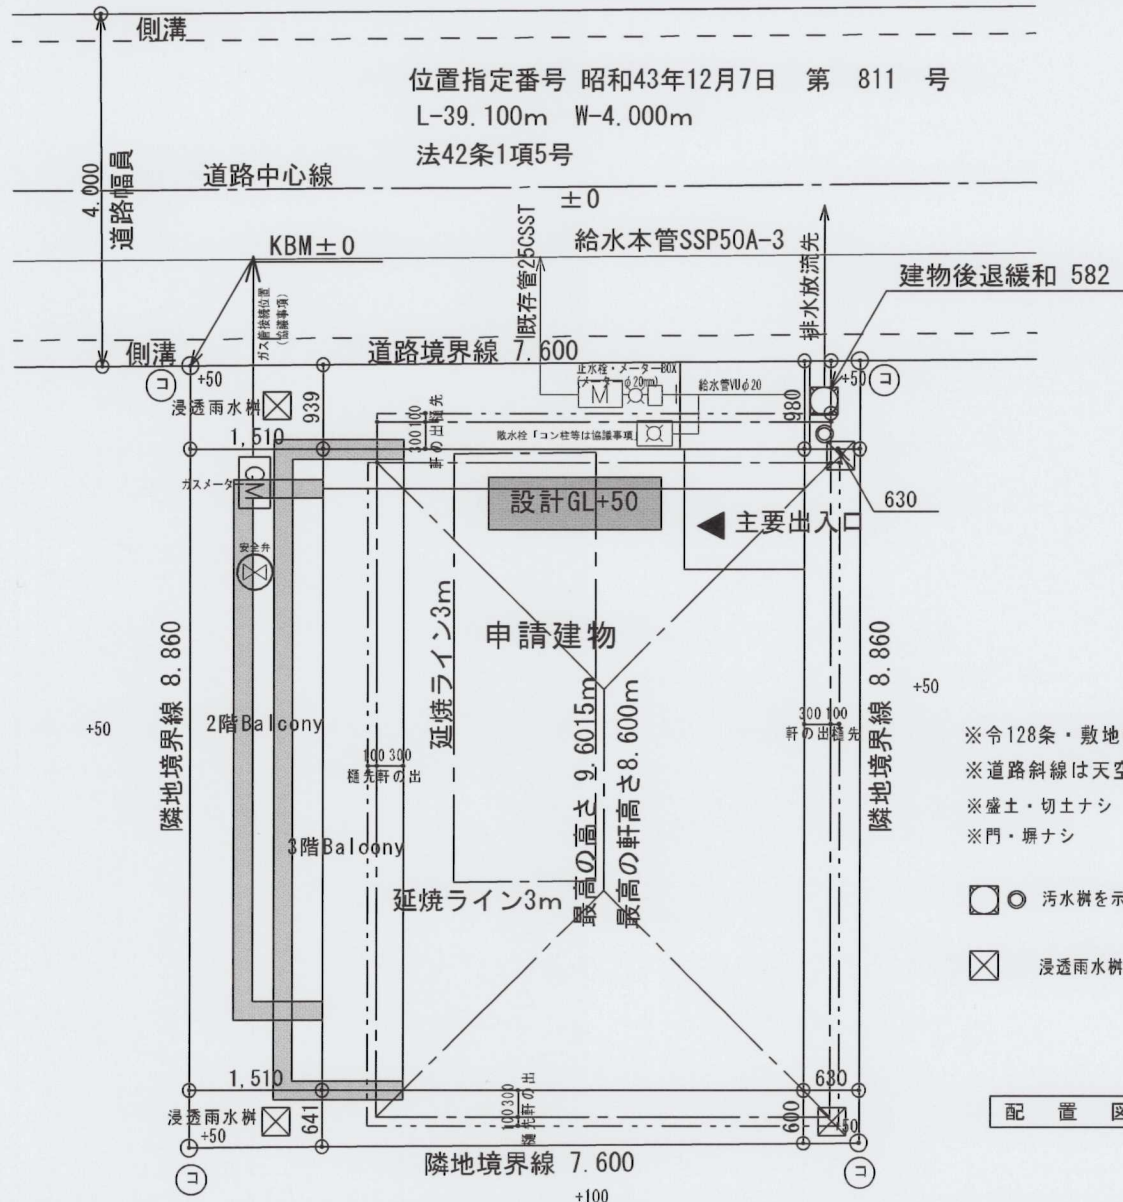 側溝
位置指定番号 昭和43年12月7日 第 811 号
L-39.100m W-4.000m
法42条1項5号
4.000
道路幅員
道路中心線
±0
KBM±0
既存管25CSST
給水本管SSP50A-3
排水放流先
建物後退緩和 582
ガス管接続位置
(協議事項)
側溝
道路境界線 7.600
コ
+50
止水栓・メーターBOX
(メーターφ20mm)
M
給水管VUφ20
+50
コ
浸透雨水桝
939
300 100
軒の出 樋先
散水栓「コン柱等は協議事項」
980
1,510
ガスメーター
GM
設計GL+50
主要出入口
630
安全弁
延焼ライン3m
申請建物
隣地境界線 8.860
隣地境界線 8.860
+50
+50
2階Balcony
100 300
樋先 軒の出
300 100
軒の出 樋先
最高の高さ 9.6015m
最高の軒高さ8.600m
3階Balcony
延焼ライン3m
※令128条・敷地
※道路斜線は天空
※盛土・切土ナシ
※門・塀ナシ
汚水桝を示
浸透雨水桝
1,510
630
浸透雨水桝
+50
641
100 300
樋先 軒の出
600
+50
配 置 図
コ
隣地境界線 7.600
コ
+100